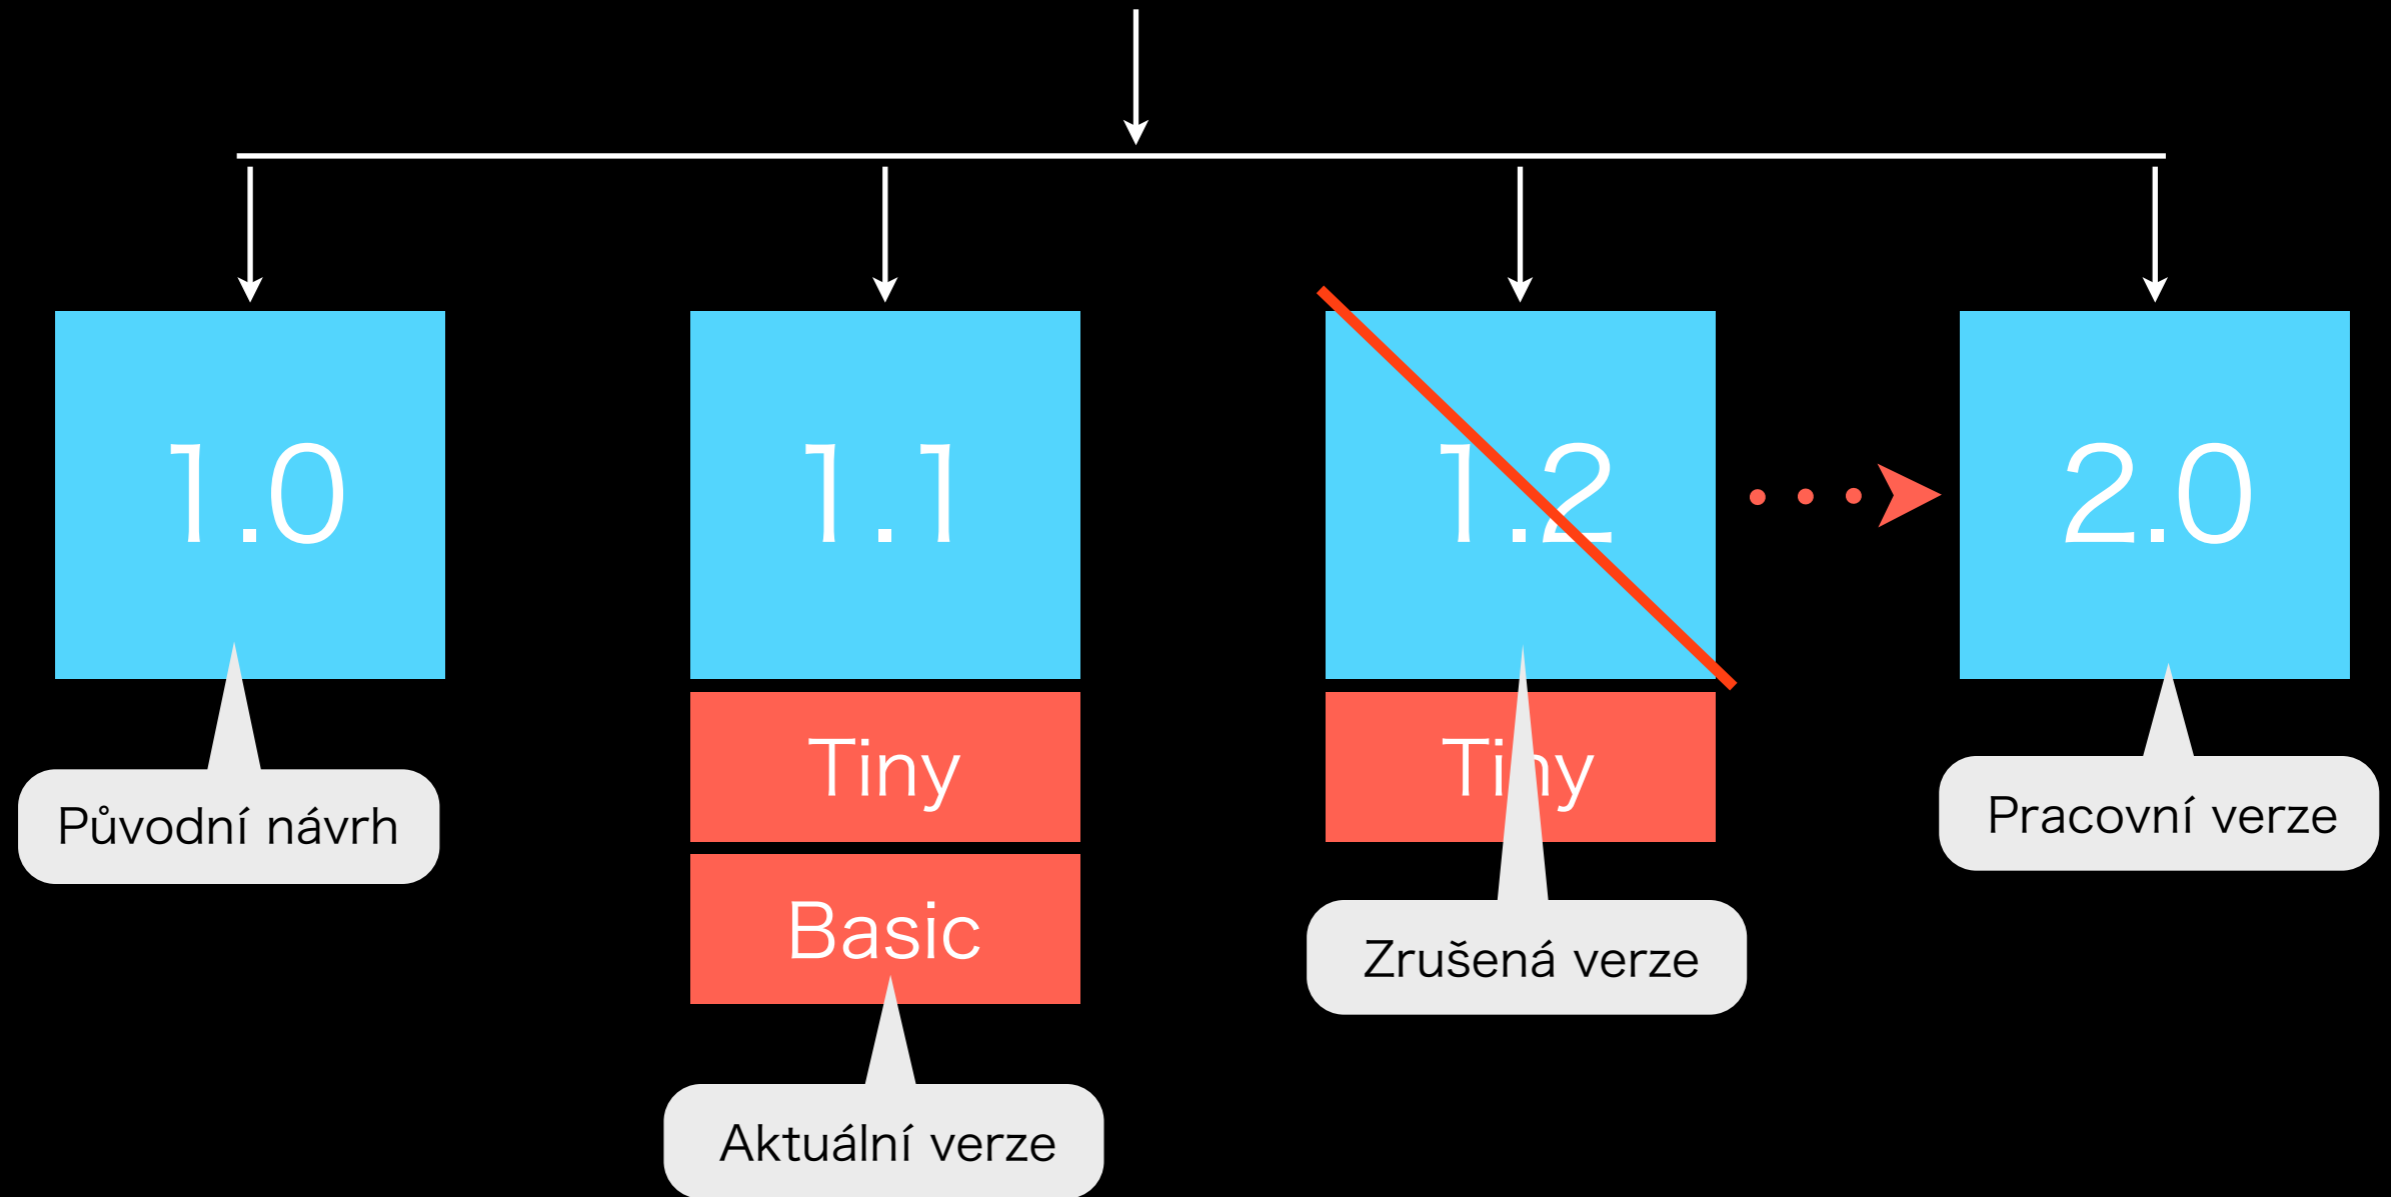 1.0
1.1
1.2
2.0
Tiny
Tiny
Původní návrh
Pracovní verze
Basic
Zrušená verze
Aktuální verze